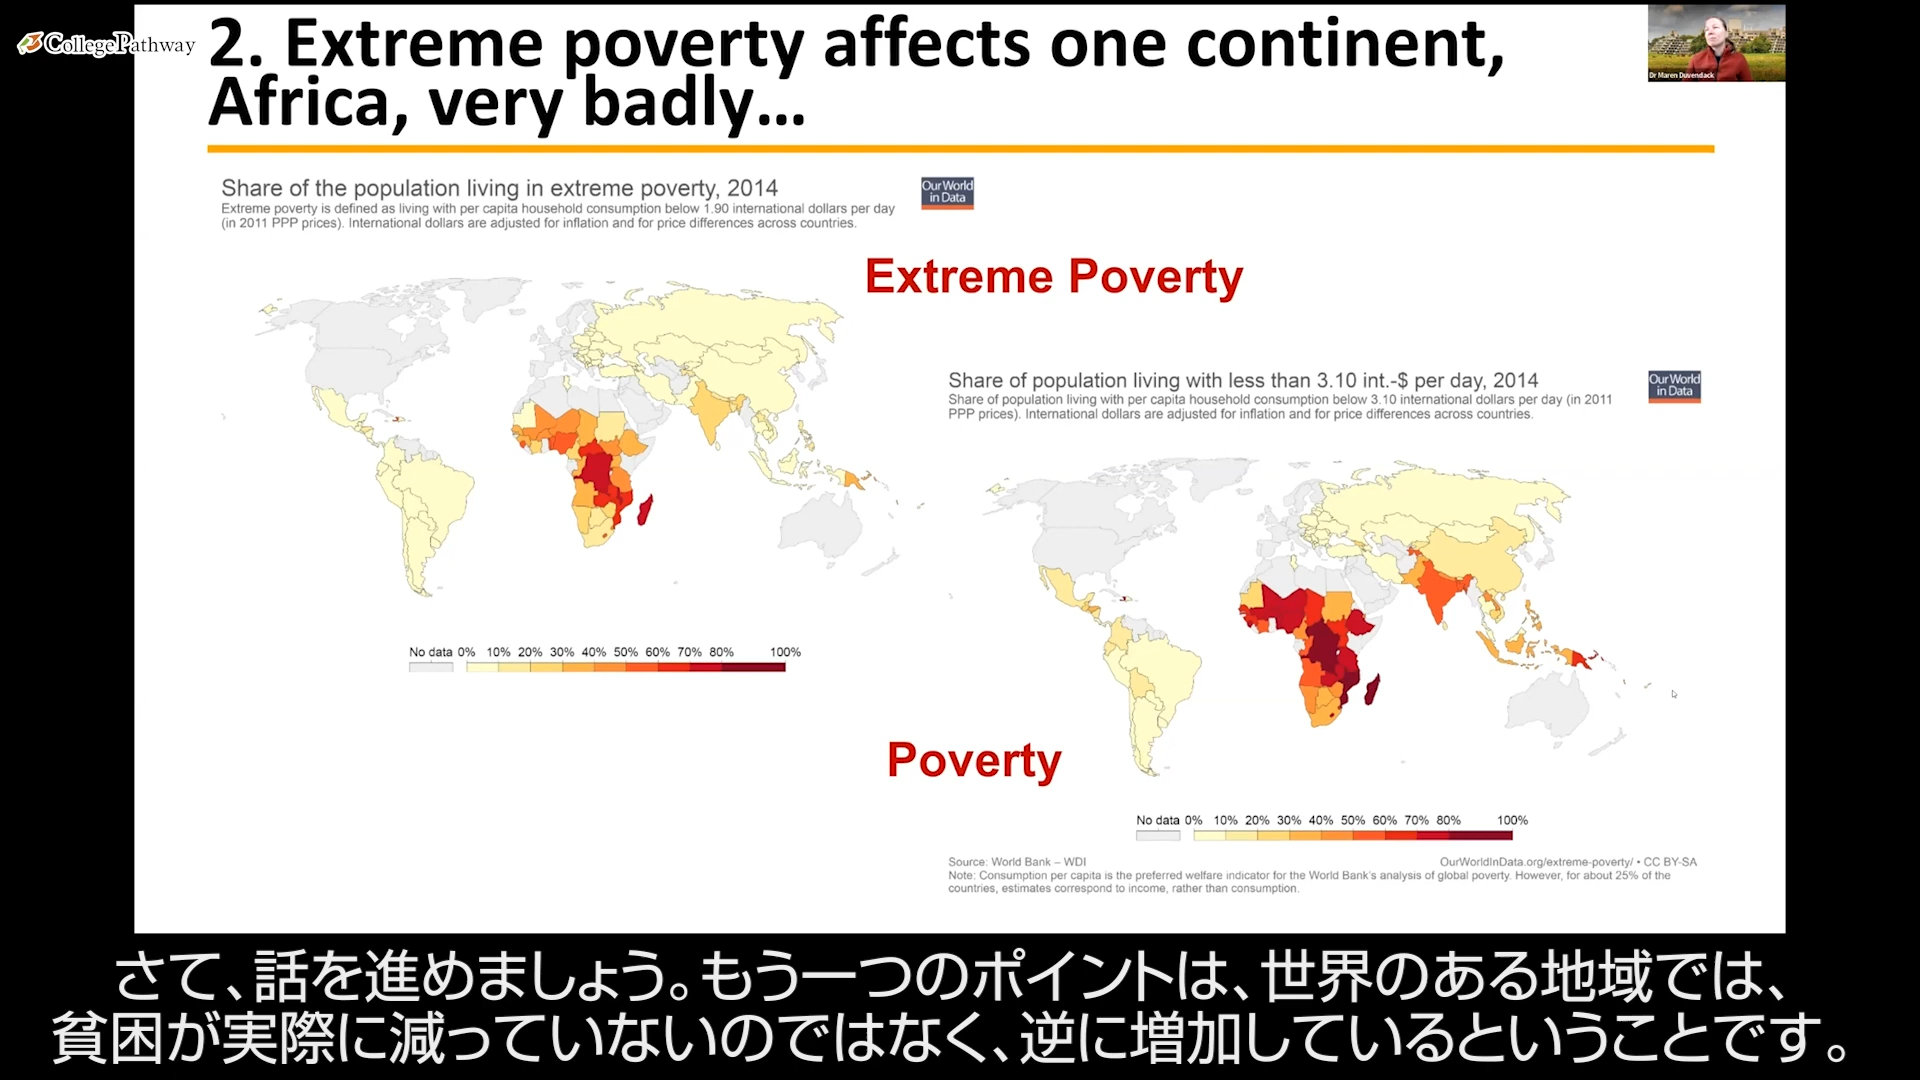 CollegePathway
2. Extreme poverty affects one continent,
Africa, very badly...
Dr Maren Duvendack
Share of the population living in extreme poverty, 2014
Extreme poverty is defined as living with per capita household consumption below 1.90 international dollars per day
(in 2011 PPP prices). International dollars are adjusted for inflation and for price differences across countries.
Our World
in Data
Extreme Poverty
No data 0% 10% 20% 30% 40% 50% 60% 70% 80% 100%
Share of population living with less than 3.10 int.-$ per day, 2014
Share of population living with per capita household consumption below 3.10 international dollars per day (in 2011
PPP prices). International dollars are adjusted for inflation and for price differences across countries.
Our World
in Data
Poverty
No data 0% 10% 20% 30% 40% 50% 60% 70% 80% 100%
Source: World Bank – WDI
OurWorldInData.org/extreme-poverty/ • CC BY-SA
Note: Consumption per capita is the preferred welfare indicator for the World Bank's analysis of global poverty. However, for about 25% of the
countries, estimates correspond to income, rather than consumption.
さて、話を進めましょう。もう一つのポイントは、世界のある地域では、
貧困が実際に減っていないのではなく、逆に増加しているということです。